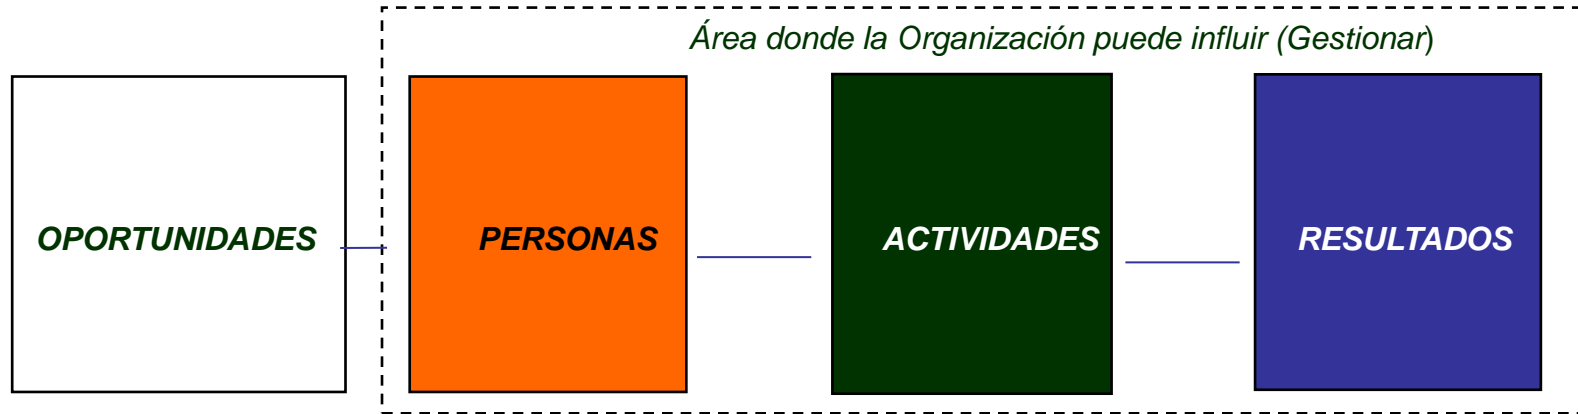 Área donde la Organización puede influir (Gestionar)
OPORTUNIDADES
PERSONAS
ACTIVIDADES
RESULTADOS